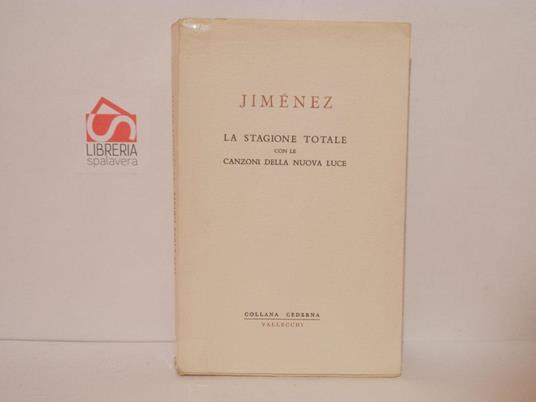 JIMÉNEZ
LA STAGIONE TOTALE
CON LE
CANZONI DELLA NUOVA LUCE
COLLANA CEDERNA
VALLECCHI
LIBRERIA
spalavera